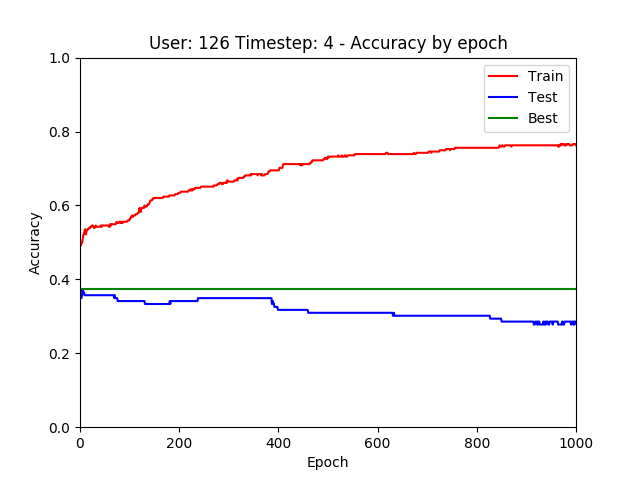 User: 126 Timestep: 4 - Accuracy by epoch
Train
Test
Best
Accuracy
1.0
0.8
0.6
0.4
0.2
0.0
0 200 400 600 800 1000
Epoch